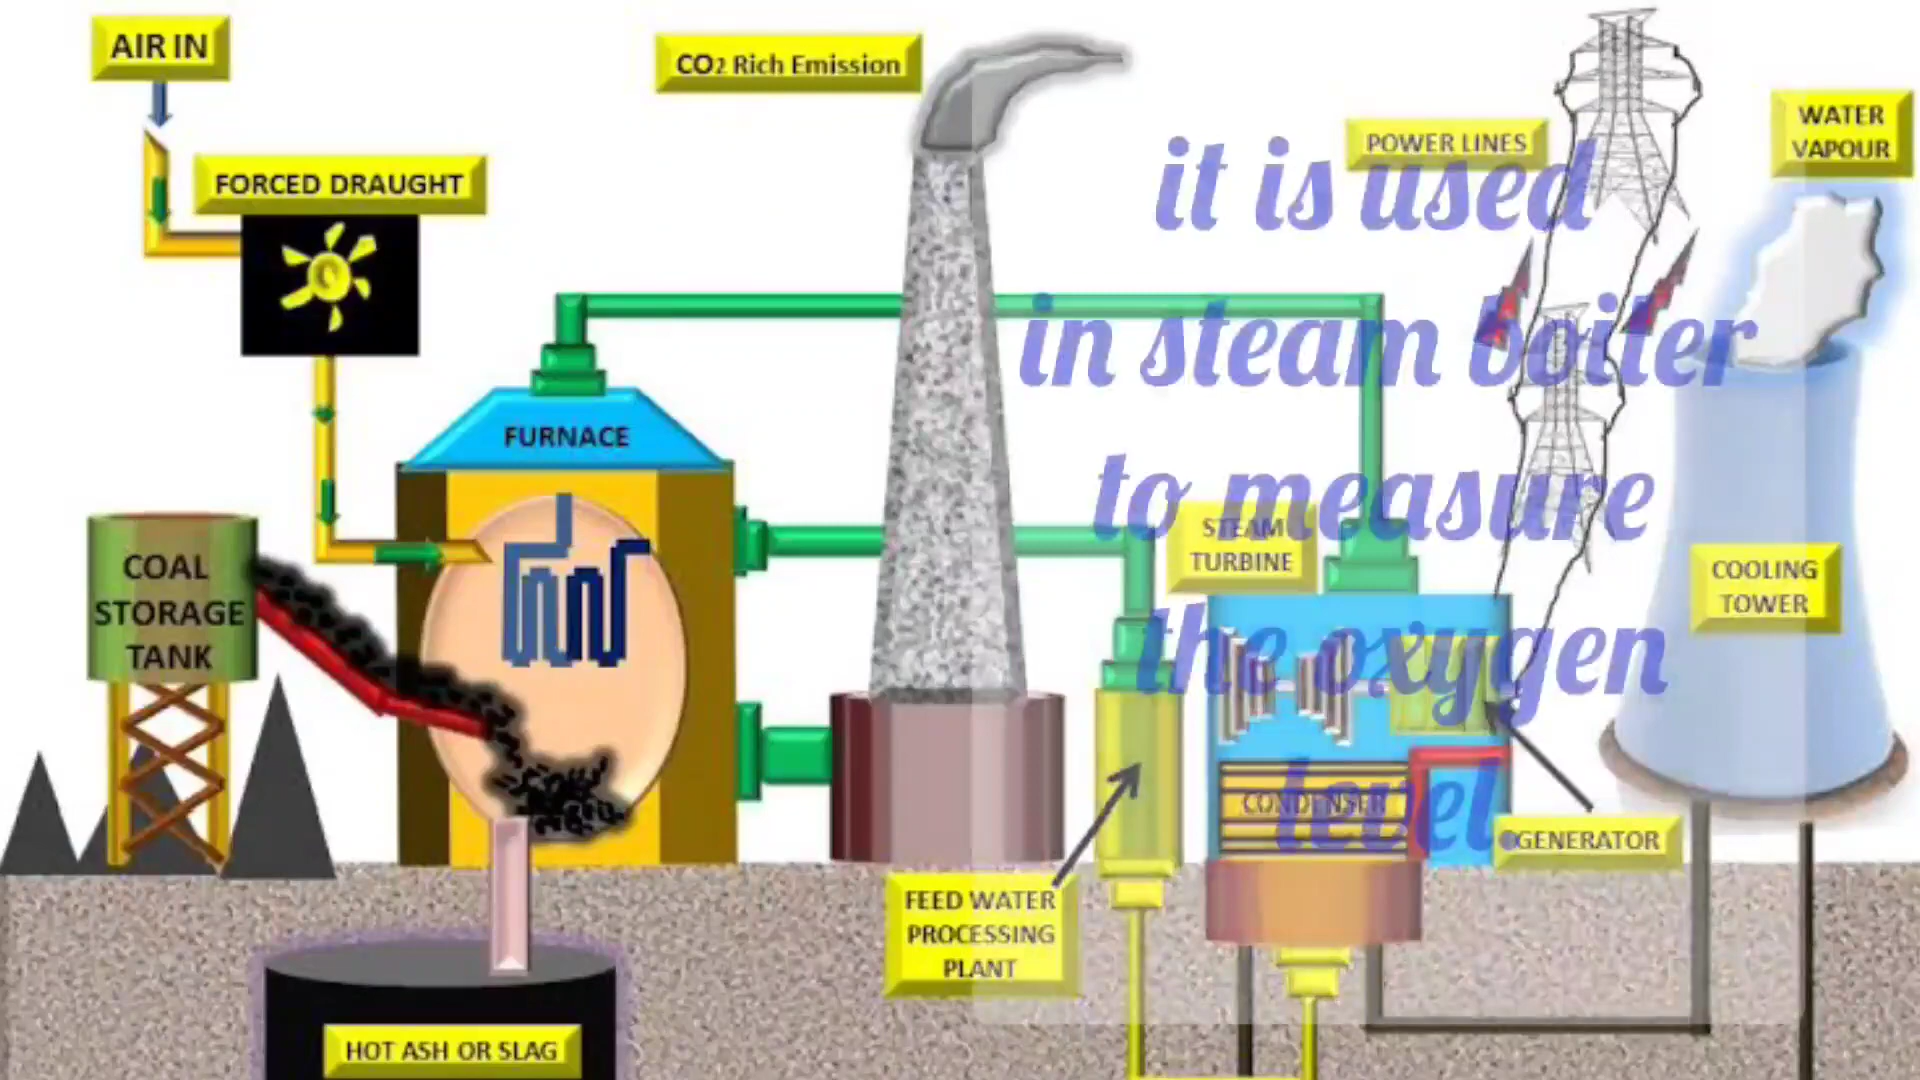 AIR IN
CO2 Rich Emission
WATER
VAPOUR
POWER LINES
FORCED DRAUGHT
it is used
in steam boiler
to measure
the oxygen
level
FURNACE
STEAM
TURBINE
COAL
STORAGE
TANK
COOLING
TOWER
CONDENSER
GENERATOR
FEED WATER
PROCESSING
PLANT
HOT ASH OR SLAG